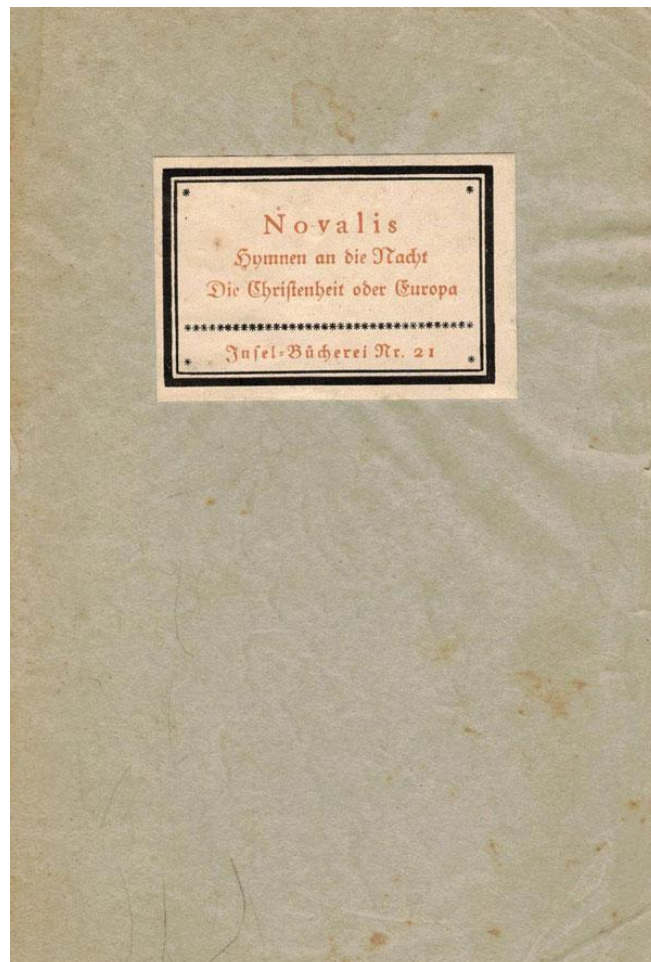 Novalis
Hymnen an die Nacht
Die Christenheit oder Europa
Insel-Bücherei Nr. 21